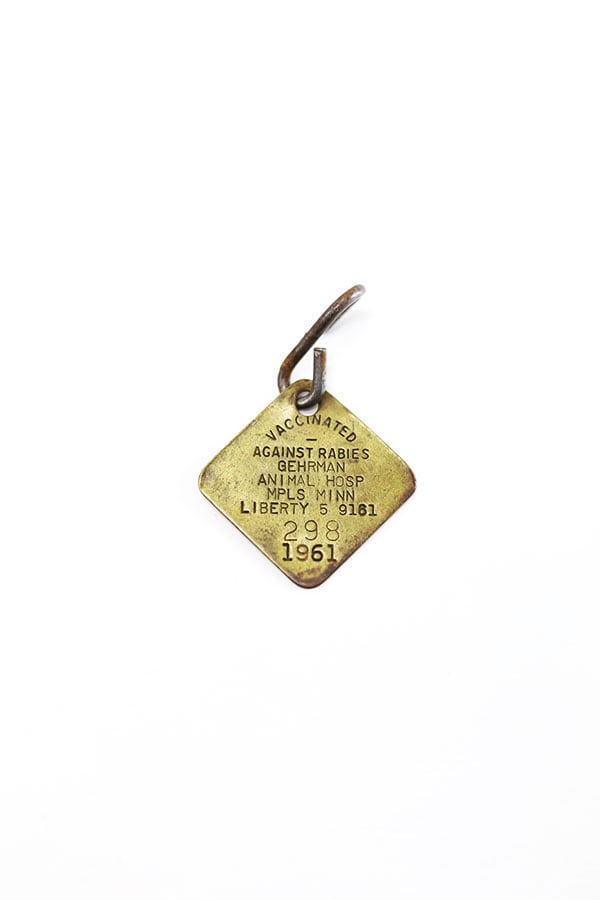 VACCINATED
—
AGAINST RABIES
GEHRMAN
ANIMAL HOSP
MPLS MINN
LIBERTY 5 9161
298
1961